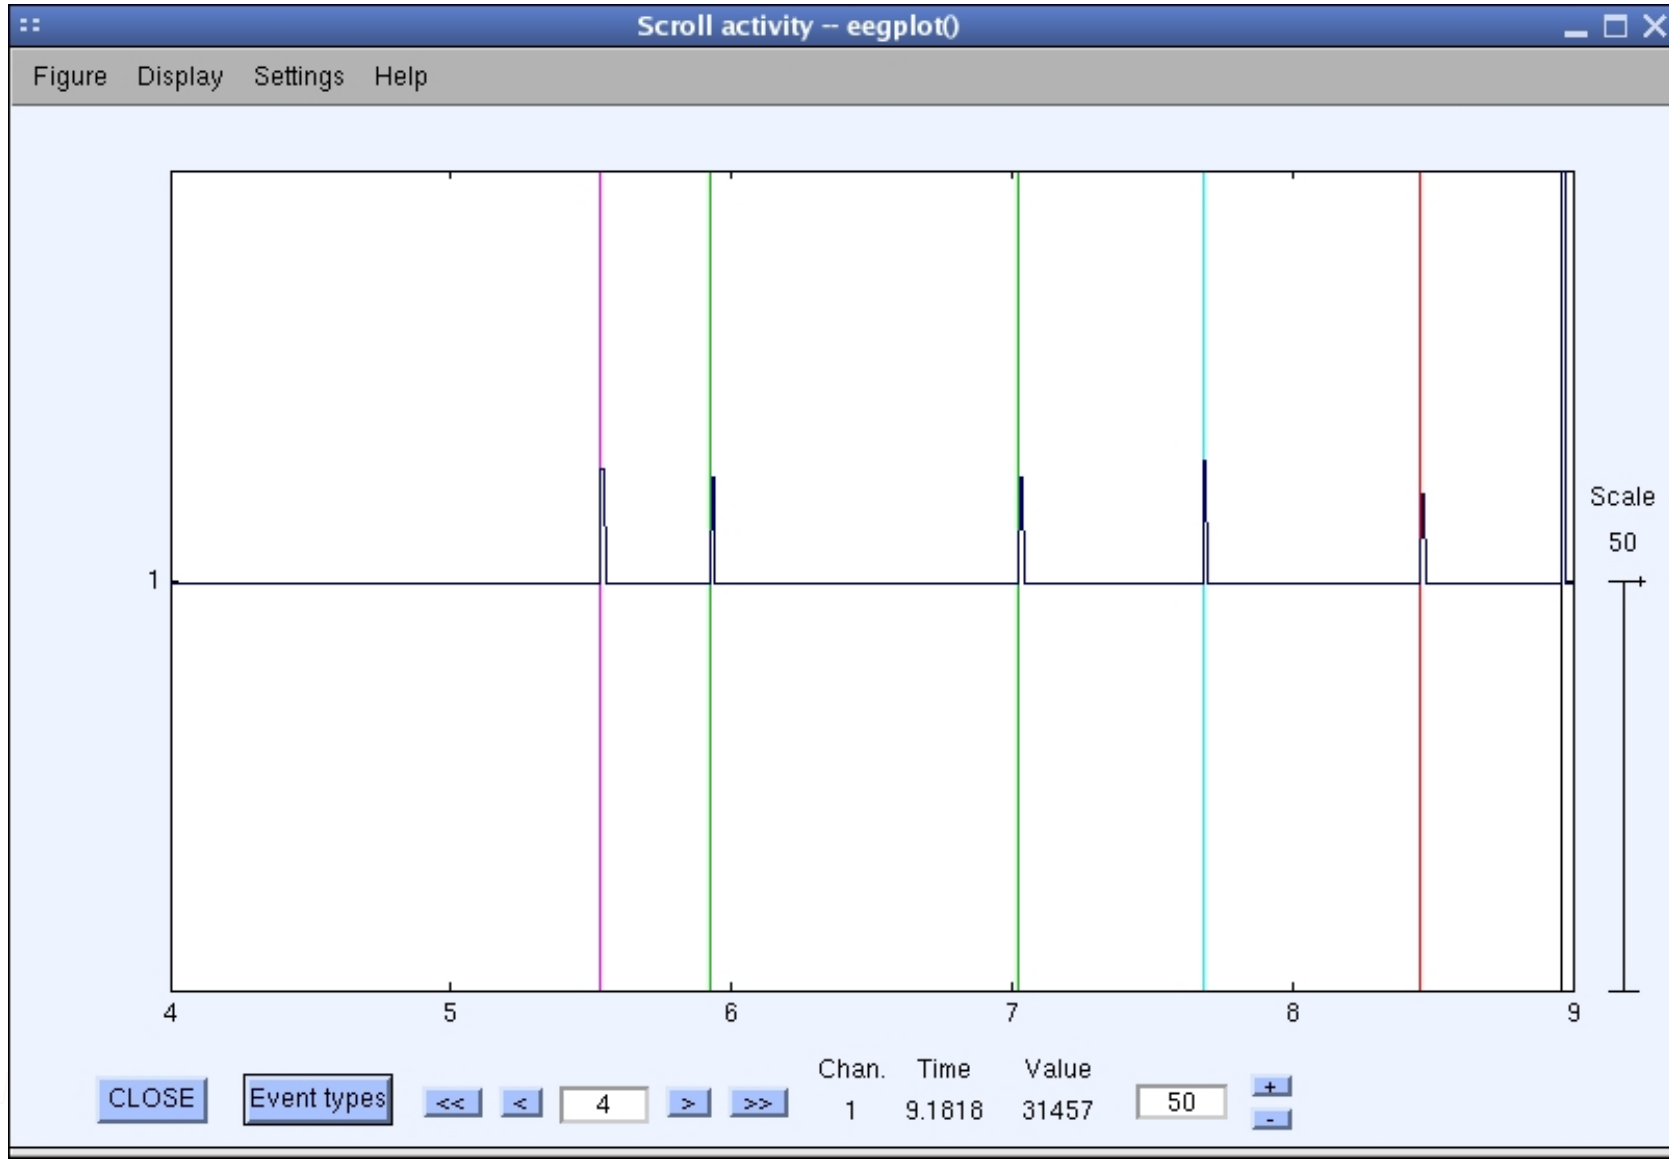 Scroll activity -- eegplot()
Figure Display Settings Help
Scale
50
+
1
4 5 6 7 8 9
Chan. Time Value
CLOSE Event types << < 4 > >> 1 9.1818 31457 50 +
-